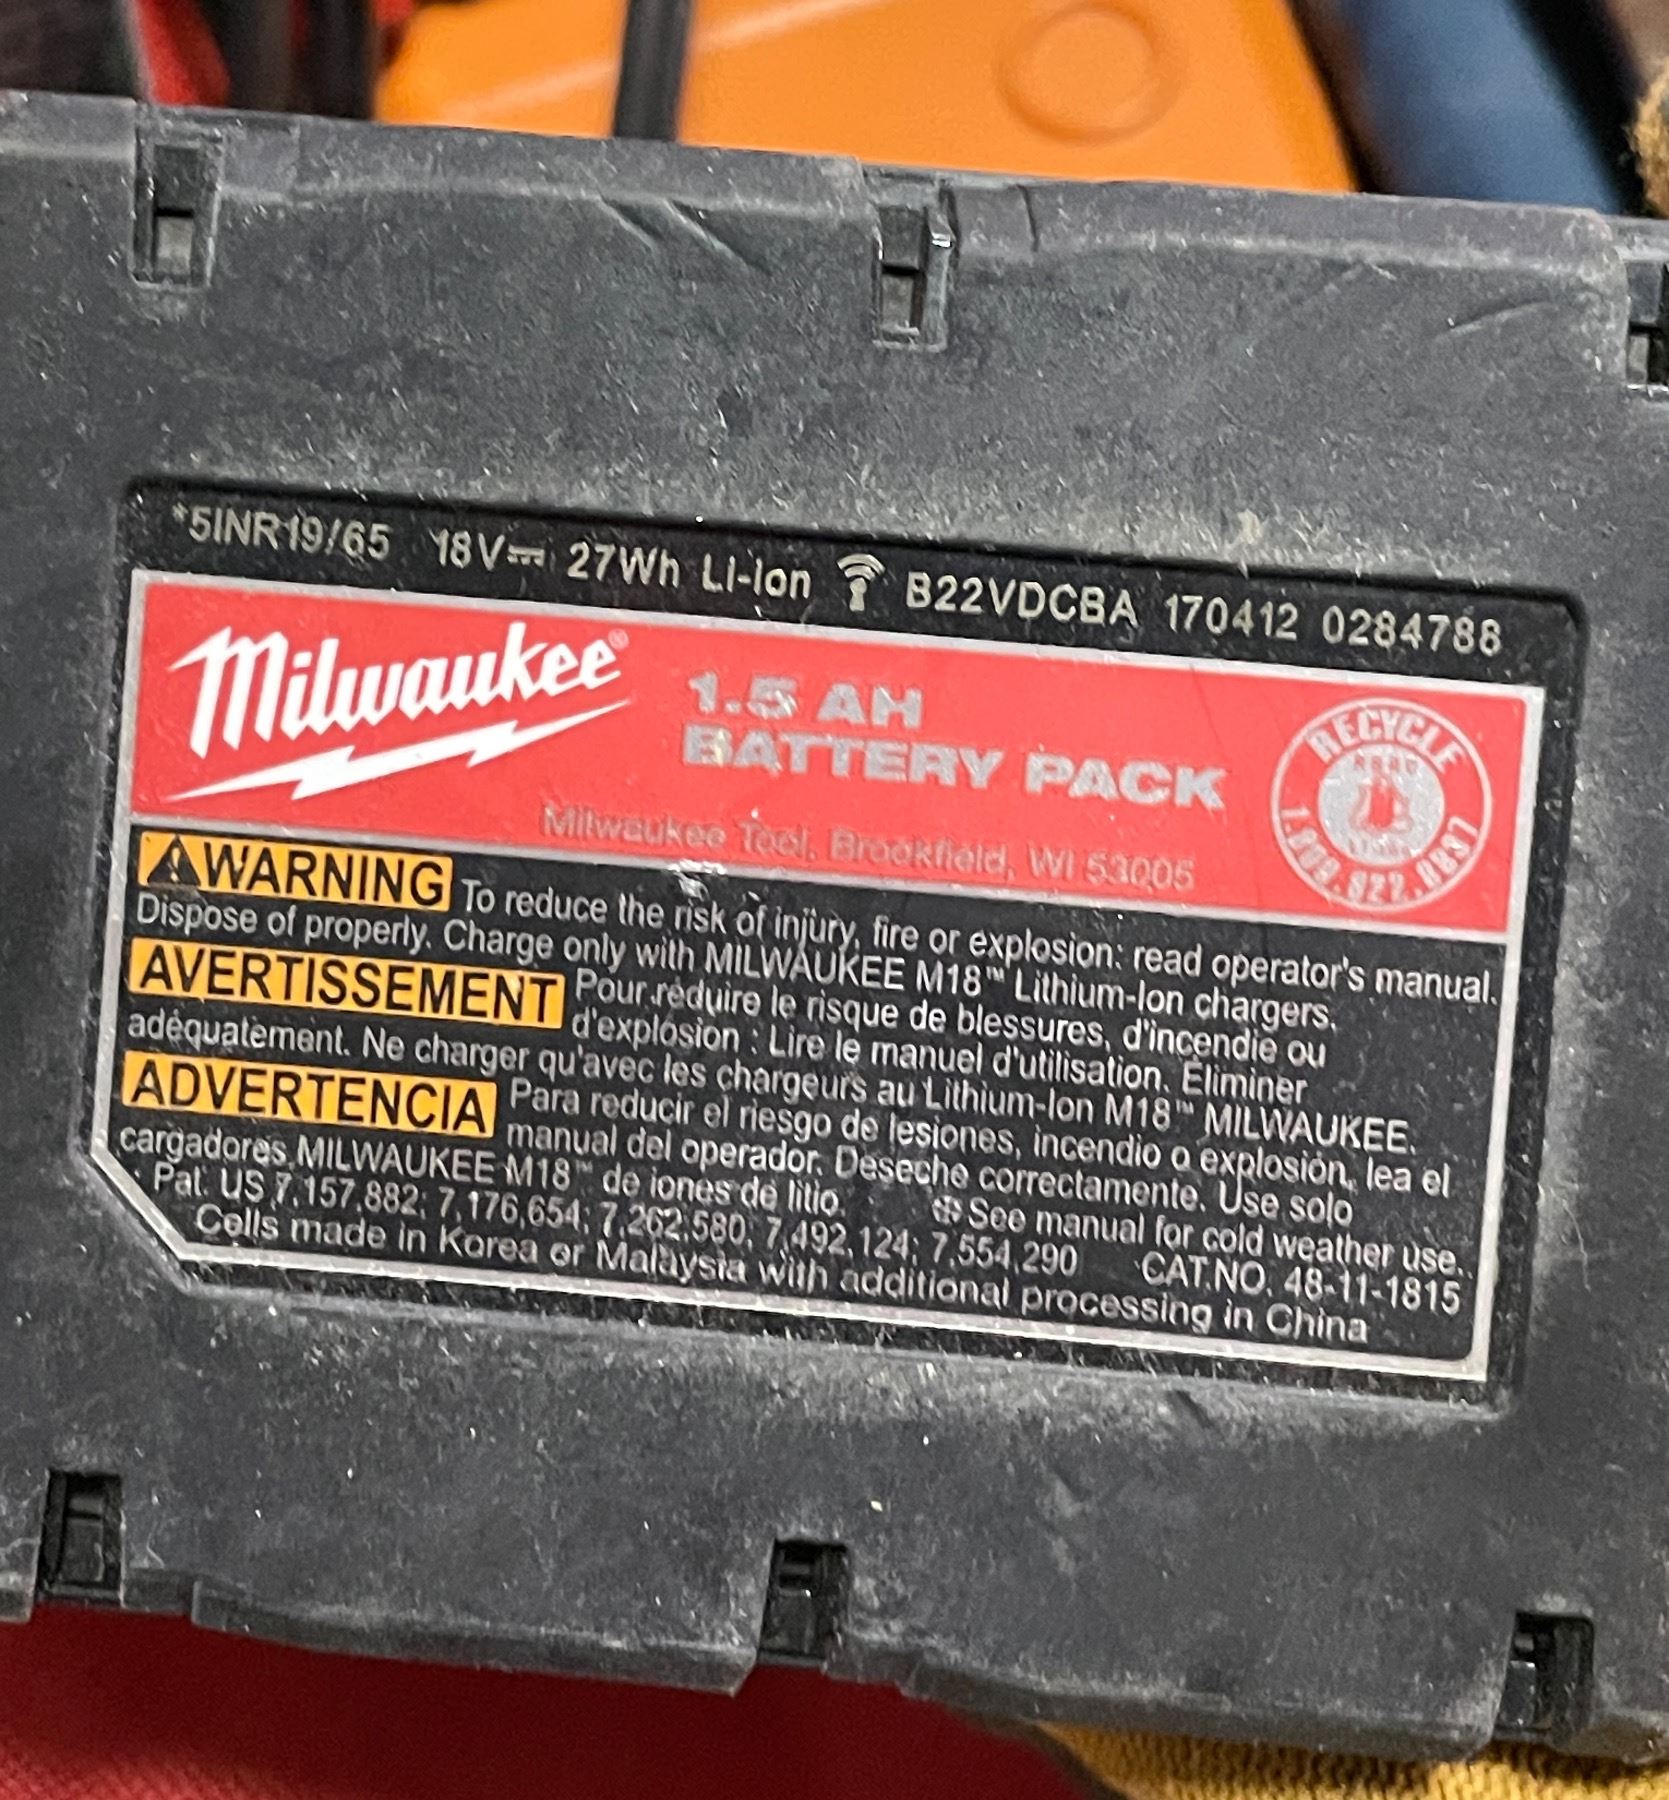 *5INR19/65 18V⎓ 27Wh Li-Ion B22VDCBA 170412 0284788
Milwaukee®
1.5 AH
BATTERY PACK
Milwaukee Tool, Brookfield, WI 53005
RECYCLE
RBRC
Li-Ion
1.800.822.8837
⚠WARNING To reduce the risk of injury, fire or explosion: read operator's manual.
Dispose of properly. Charge only with MILWAUKEE M18™ Lithium-Ion chargers.
AVERTISSEMENT Pour réduire le risque de blessures, d'incendie ou
d'explosion : Lire le manuel d'utilisation. Éliminer
adéquatement. Ne charger qu'avec les chargeurs au Lithium-Ion M18™ MILWAUKEE.
ADVERTENCIA Para reducir el riesgo de lesiones, incendio o explosión, lea el
manual del operador. Deseche correctamente. Use solo
cargadores MILWAUKEE M18™ de iones de litio. See manual for cold weather use.
Pat. US 7,157,882; 7,176,654; 7,262,580; 7,492,124; 7,554,290 CAT.NO. 48-11-1815
Cells made in Korea or Malaysia with additional processing in China